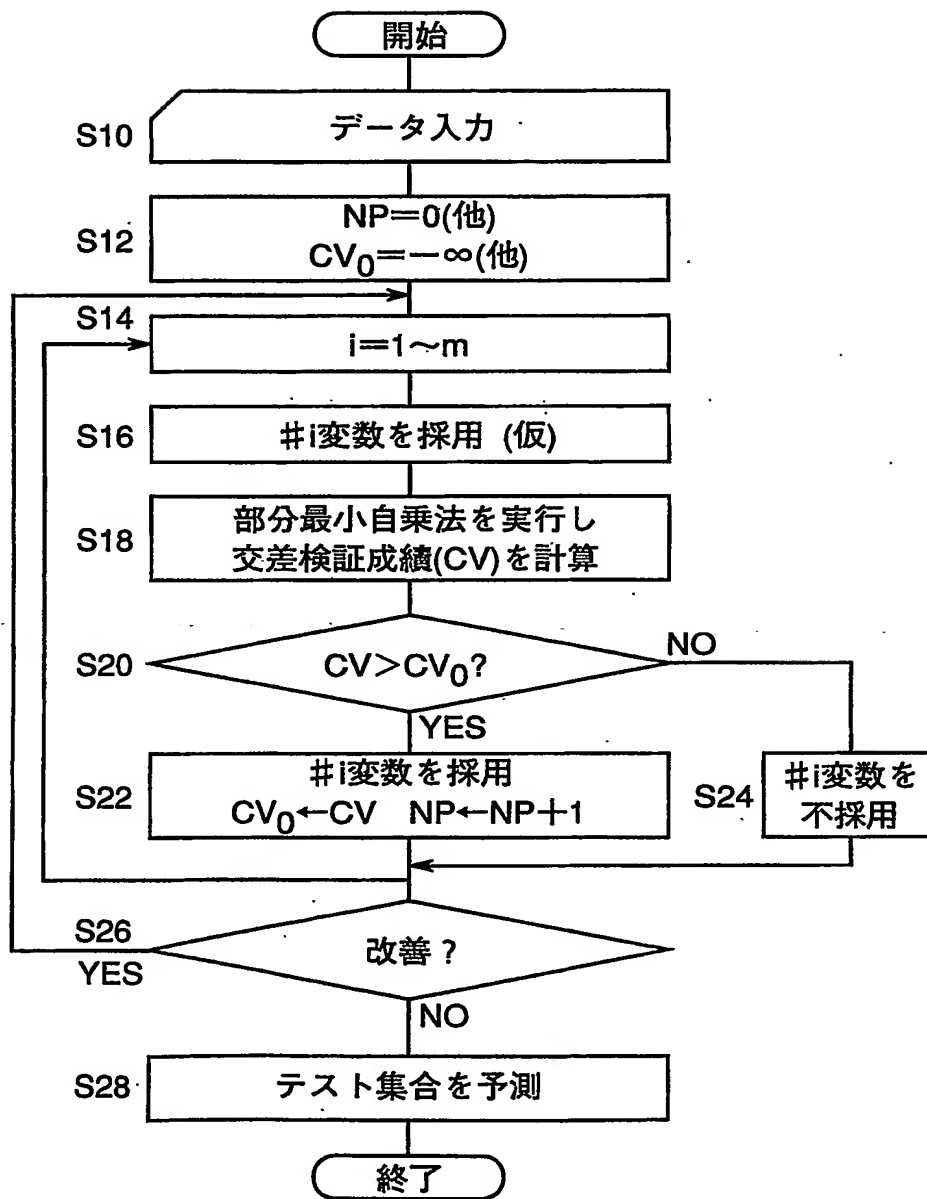 開始
S10
データ入力
S12
NP=0(他)
CV₀=-∞(他)
S14
i=1~m
S16
#i変数を採用 (仮)
S18
部分最小自乗法を実行し
交差検証成績(CV)を計算
S20
CV>CV₀?
NO
YES
S22
#i変数を採用
CV₀←CV NP←NP+1
S24
#i変数を
不採用
S26
YES
改善?
NO
S28
テスト集合を予測
終了